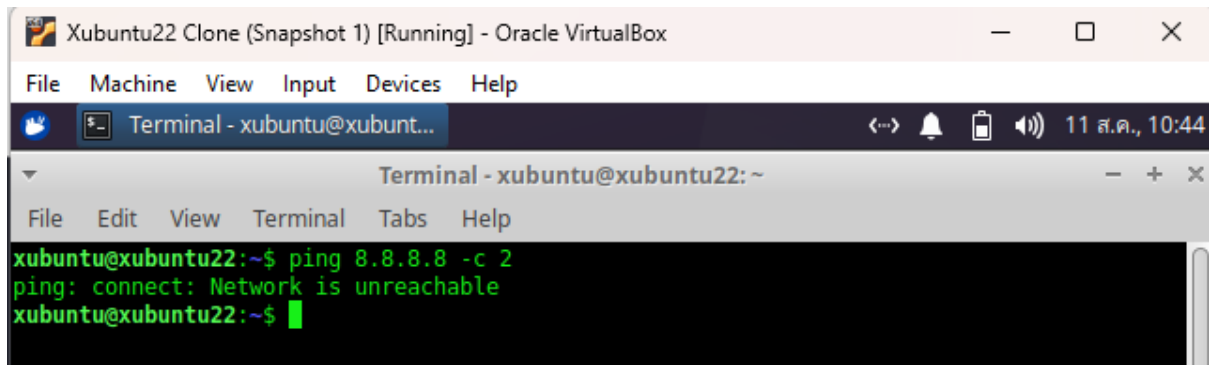 Xubuntu22 Clone (Snapshot 1) [Running] - Oracle VirtualBox
File Machine View Input Devices Help
Terminal - xubuntu@xubunt... 11 ส.ค., 10:44
Terminal - xubuntu@xubuntu22: ~
File Edit View Terminal Tabs Help
xubuntu@xubuntu22:~$ ping 8.8.8.8 -c 2
ping: connect: Network is unreachable
xubuntu@xubuntu22:~$